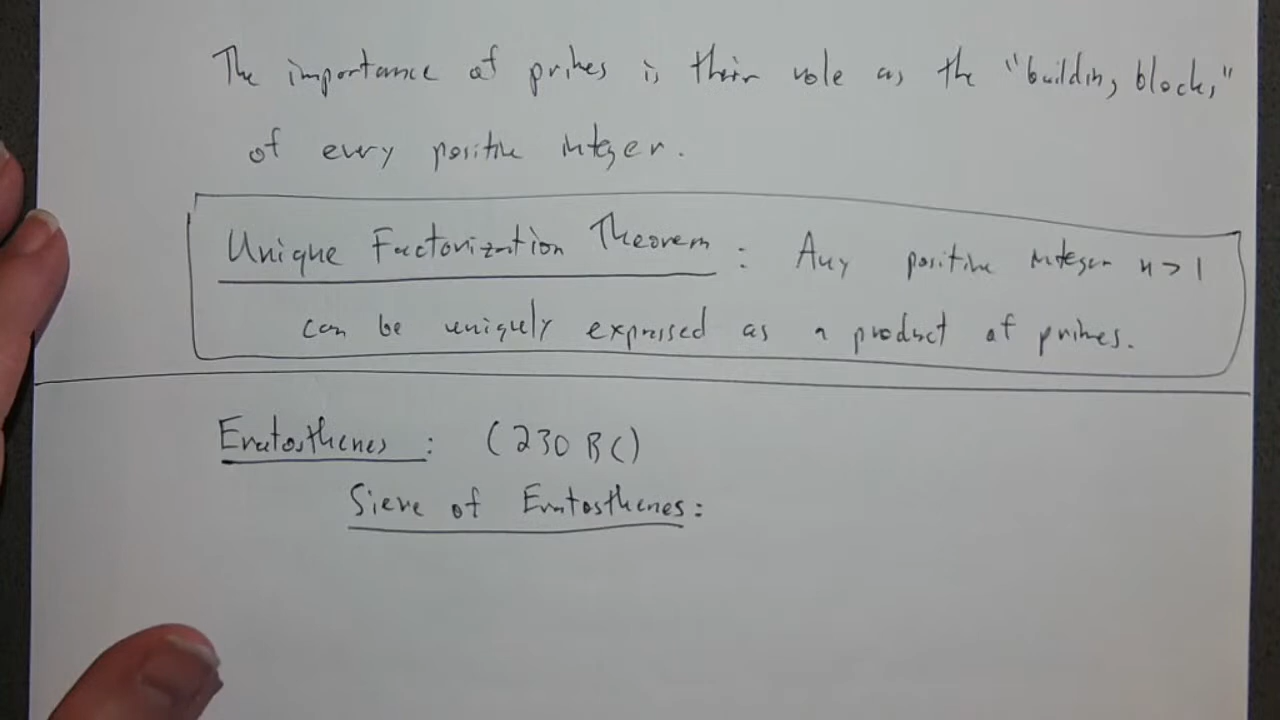 The importance of primes is their role as the "building blocks"
of every positive integer.
Unique Factorization Theorem : Any positive integer n > 1
can be uniquely expressed as a product of primes.
Eratosthenes : (230 BC)
Sieve of Eratosthenes :